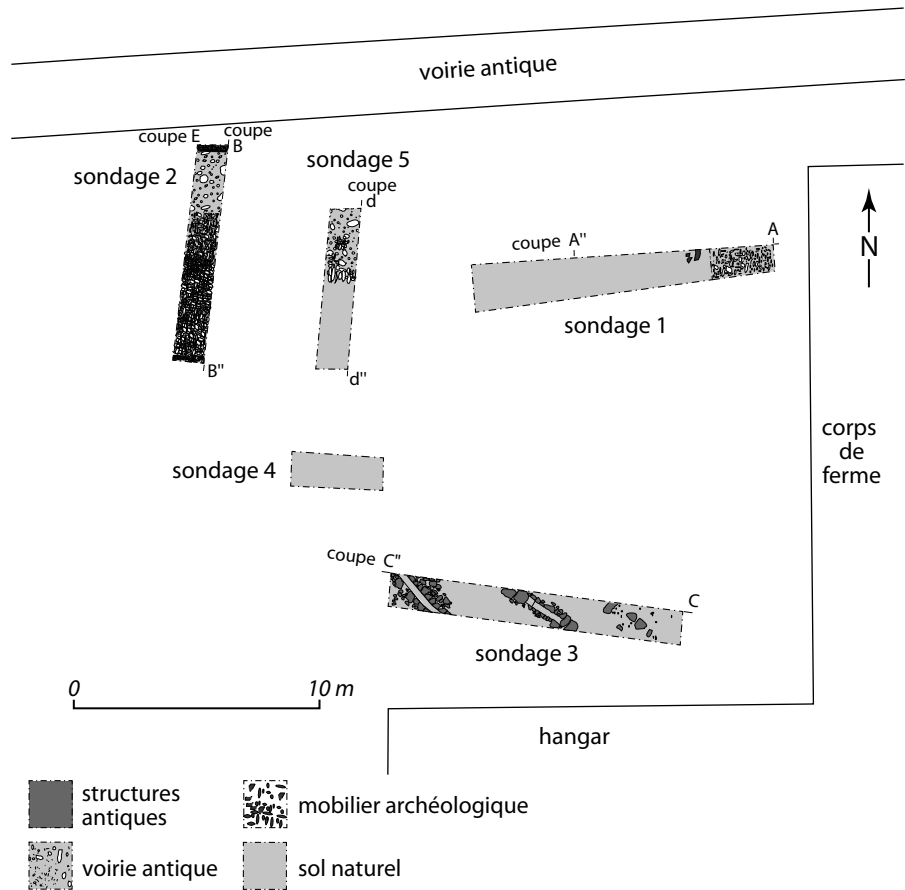 voirie antique
coupe E
coupe
B
sondage 2
sondage 5
coupe
d
A
coupe A"
N
sondage 1
B"
d"
corps
de
ferme
sondage 4
coupe C"
C
sondage 3
0
10 m
hangar
structures
antiques
mobilier archéologique
voirie antique
sol naturel